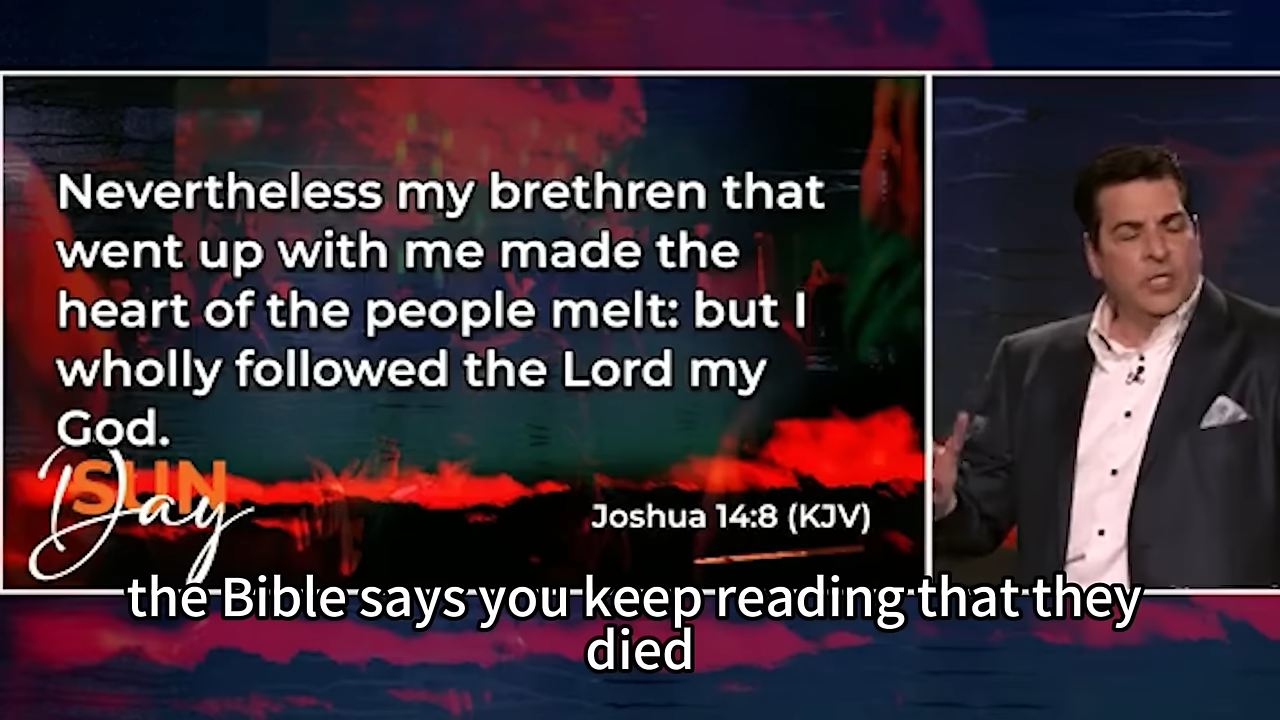 Nevertheless my brethren that
went up with me made the
heart of the people melt: but I
wholly followed the Lord my
God.
SUN
Day
Joshua 14:8 (KJV)
the Bible says you keep reading that they
died